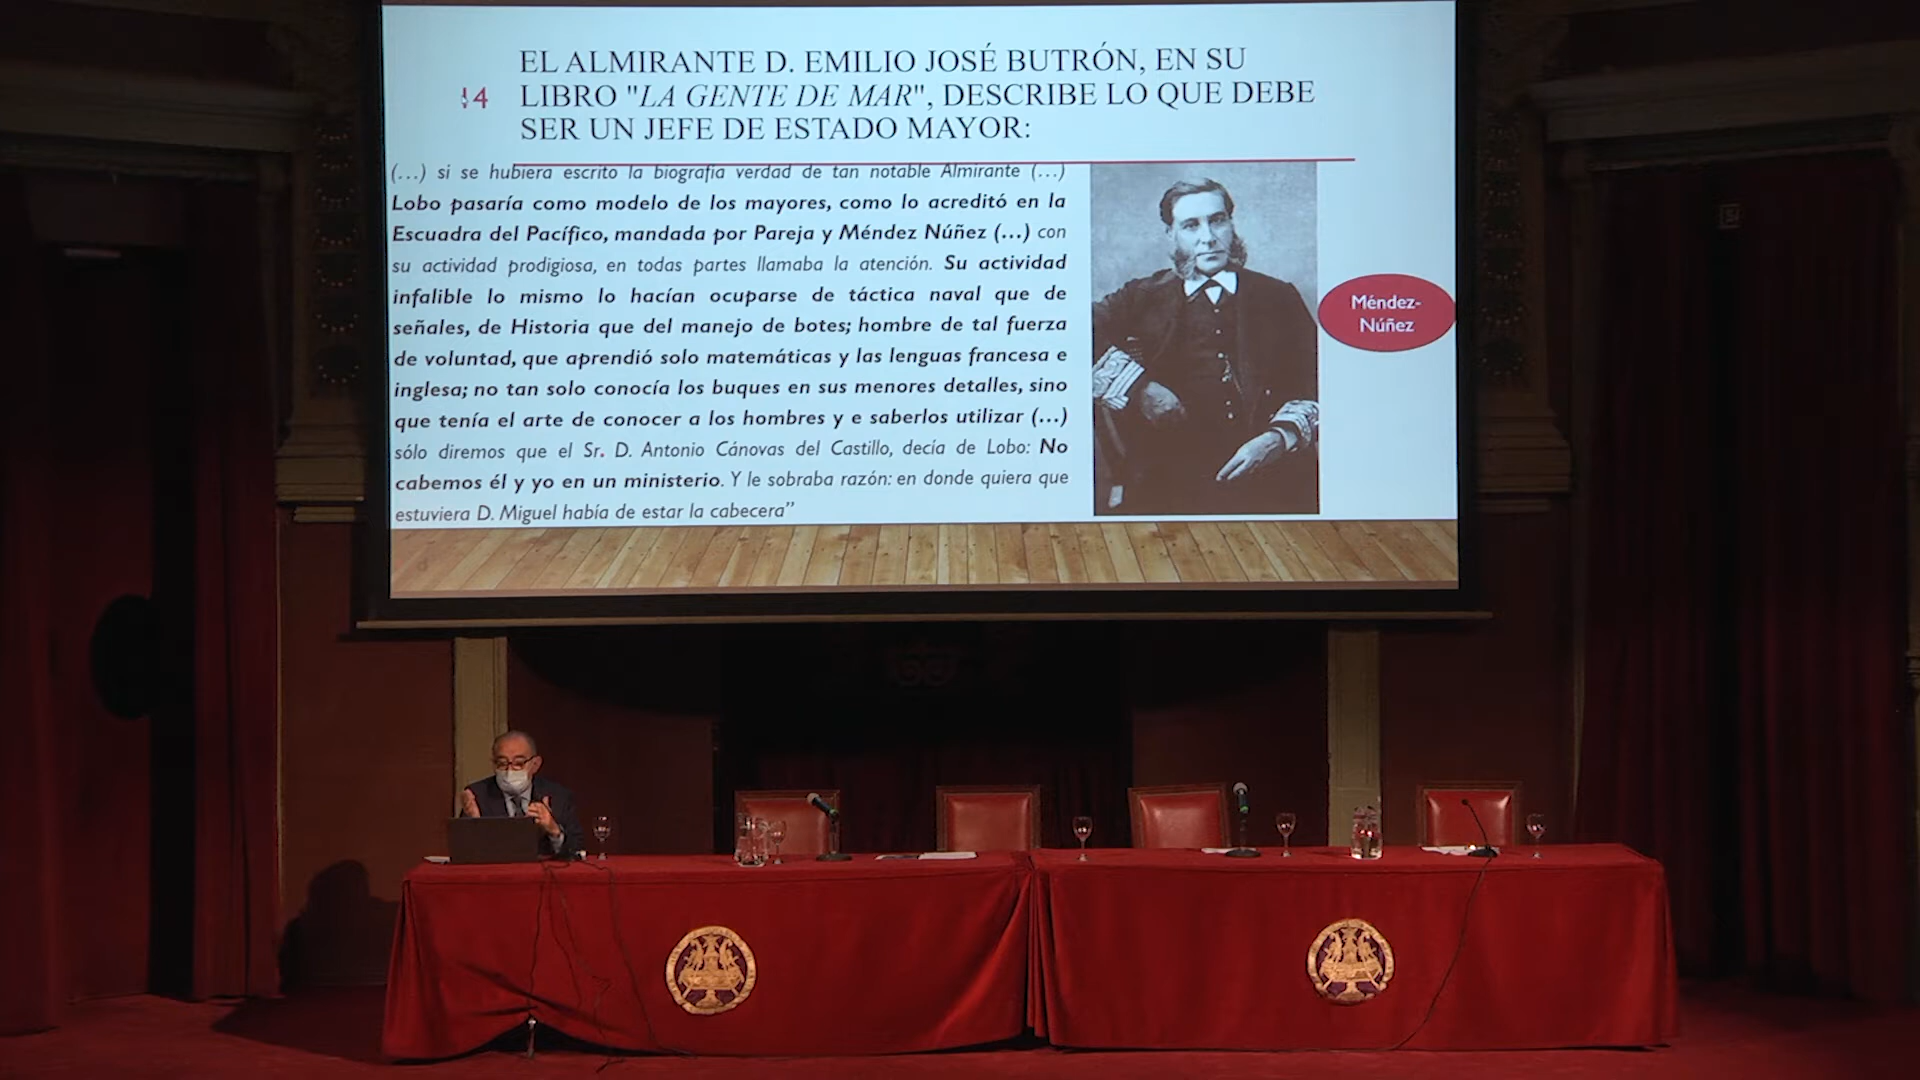 EL ALMIRANTE D. EMILIO JOSÉ BUTRÓN, EN SU
LIBRO "LA GENTE DE MAR", DESCRIBE LO QUE DEBE
SER UN JEFE DE ESTADO MAYOR:
(…) si se hubiera escrito la biografía verdad de tan notable Almirante (…)
Lobo pasaría como modelo de los mayores, como lo acreditó en la
Escuadra del Pacífico, mandada por Pareja y Méndez Núñez (…) con
su actividad prodigiosa, en todas partes llamaba la atención. Su actividad
infalible lo mismo lo hacían ocuparse de táctica naval que de
señales, de Historia que del manejo de botes; hombre de tal fuerza
de voluntad, que aprendió solo matemáticas y las lenguas francesa e
inglesa; no tan solo conocía los buques en sus menores detalles, sino
que tenía el arte de conocer a los hombres y e saberlos utilizar (…)
sólo diremos que el Sr. D. Antonio Cánovas del Castillo, decía de Lobo: No
cabemos él y yo en un ministerio. Y le sobraba razón: en donde quiera que
estuviera D. Miguel había de estar la cabecera”
Méndez-
Núñez